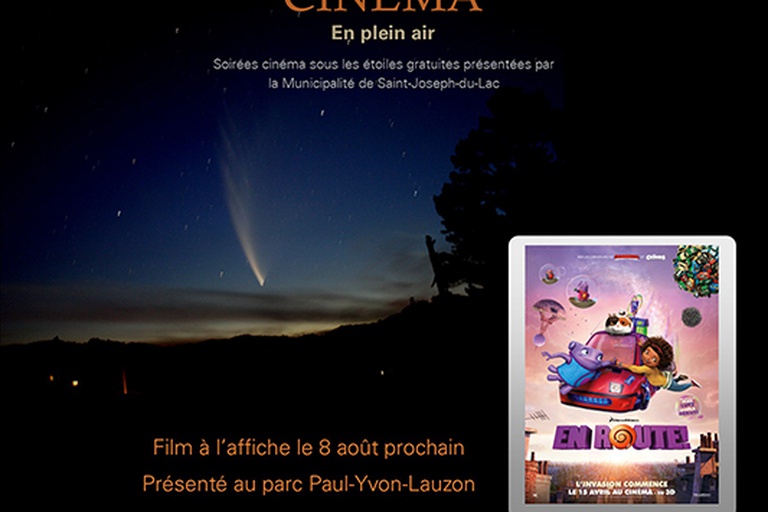 CINÉMA
En plein air
Soirées cinéma sous les étoiles gratuites présentées par
la Municipalité de Saint-Joseph-du-Lac
EN ROUTE!
L'INVASION COMMENCE
LE 15 AVRIL AU CINÉMA EN 3D
Film à l'affiche le 8 août prochain
Présenté au parc Paul-Yvon-Lauzon